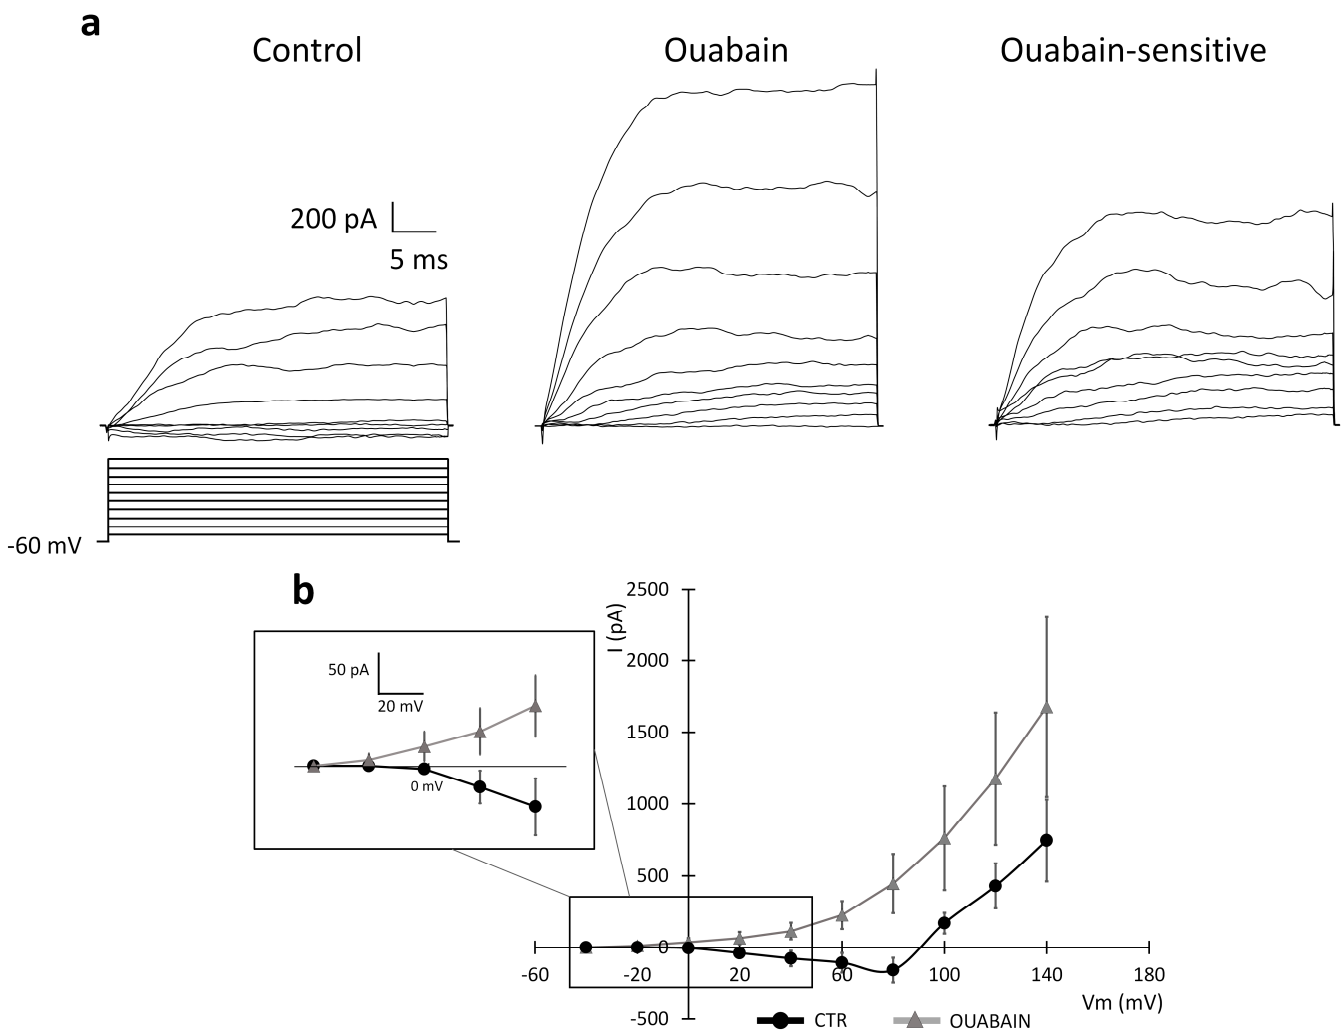 a
Control
Ouabain
Ouabain-sensitive
200 pA
5 ms
-60 mV
b
50 pA
20 mV
0 mV
I (pA)
2500
2000
1500
1000
500
0
-500
-60
-20
20
60
100
140
180
Vm (mV)
CTR
OUABAIN